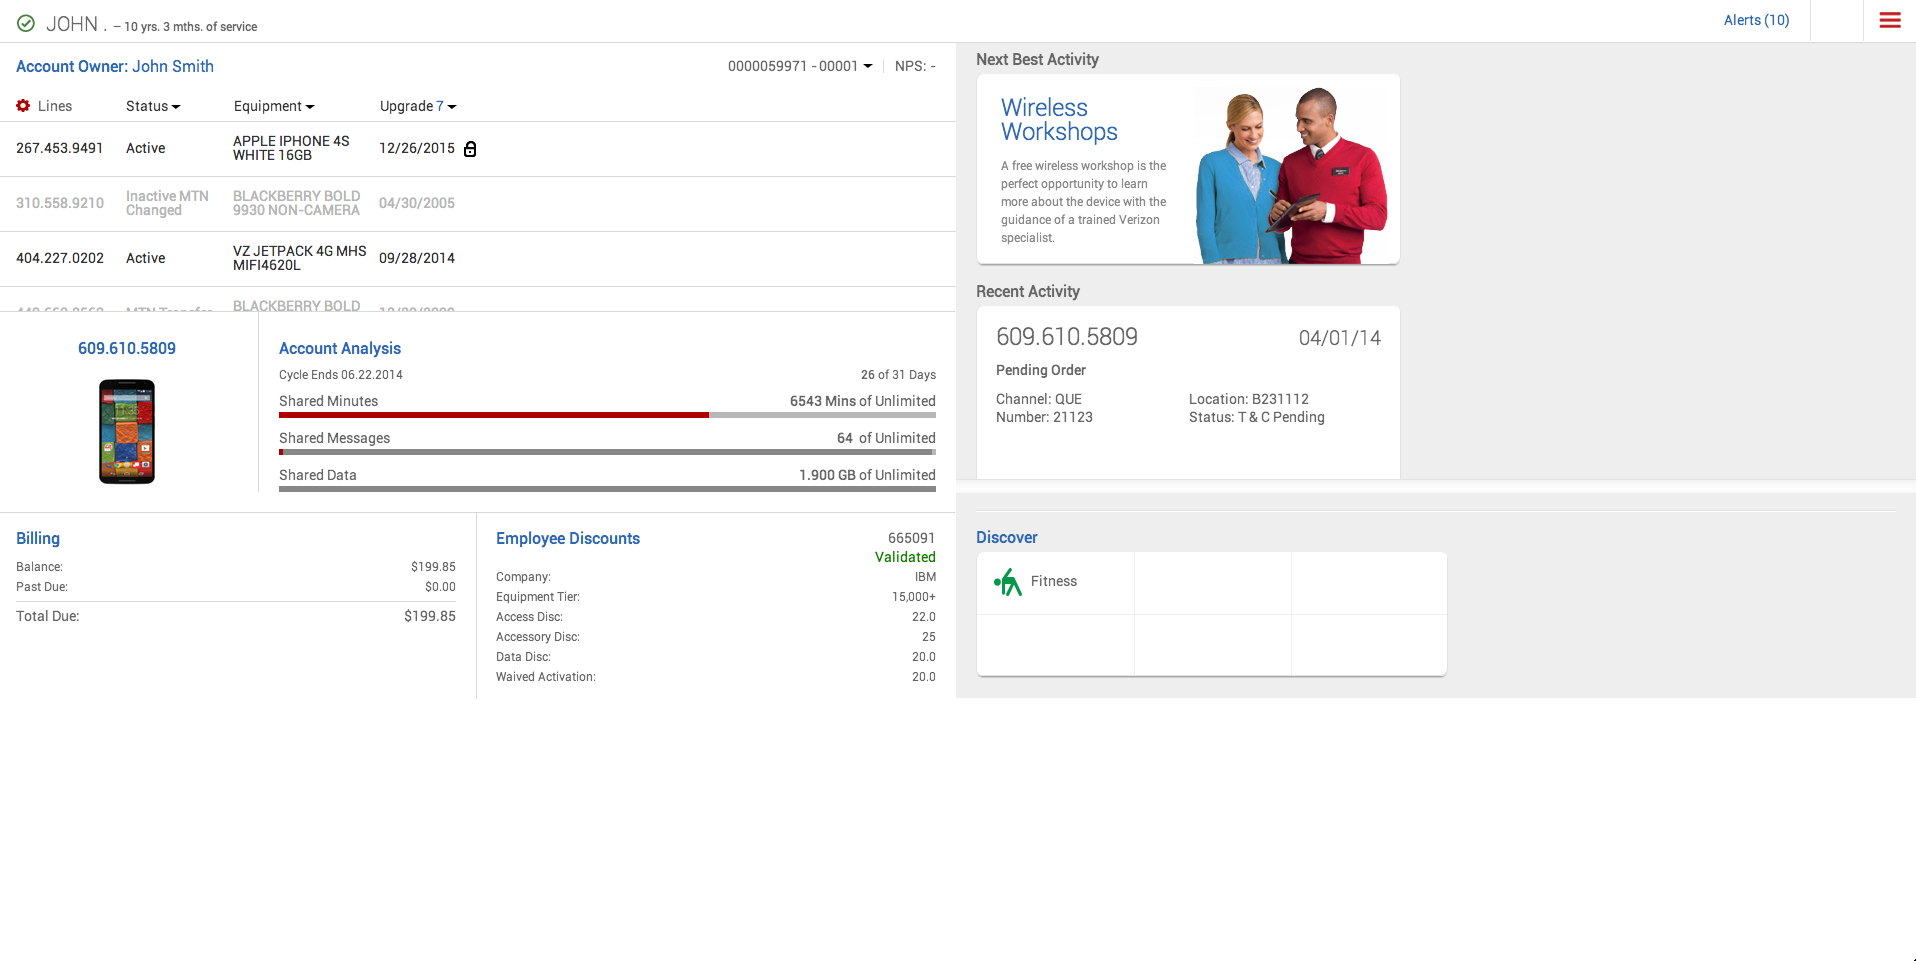 JOHN . – 10 yrs. 3 mths. of service
Alerts (10)
Account Owner: John Smith
0000059971 - 00001
NPS: -
Lines Status Equipment Upgrade 7
267.453.9491 Active APPLE IPHONE 4S 12/26/2015
WHITE 16GB
310.558.9210 Inactive MTN BLACKBERRY BOLD 04/30/2005
Changed 9930 NON-CAMERA
404.227.0202 Active VZ JETPACK 4G MHS 09/28/2014
MIFI4620L
BLACKBERRY BOLD
MTN Transfer
609.610.5809
Account Analysis
Cycle Ends 06.22.2014 26 of 31 Days
Shared Minutes 6543 Mins of Unlimited
Shared Messages 64 of Unlimited
Shared Data 1.900 GB of Unlimited
Billing
Balance: $199.85
Past Due: $0.00
Total Due: $199.85
Employee Discounts 665091
Validated
Company: IBM
Equipment Tier: 15,000+
Access Disc: 22.0
Accessory Disc: 25
Data Disc: 20.0
Waived Activation: 20.0
Next Best Activity
Wireless
Workshops
A free wireless workshop is the
perfect opportunity to learn
more about the device with the
guidance of a trained Verizon
specialist.
Recent Activity
609.610.5809 04/01/14
Pending Order
Channel: QUE Location: B231112
Number: 21123 Status: T & C Pending
Discover
Fitness